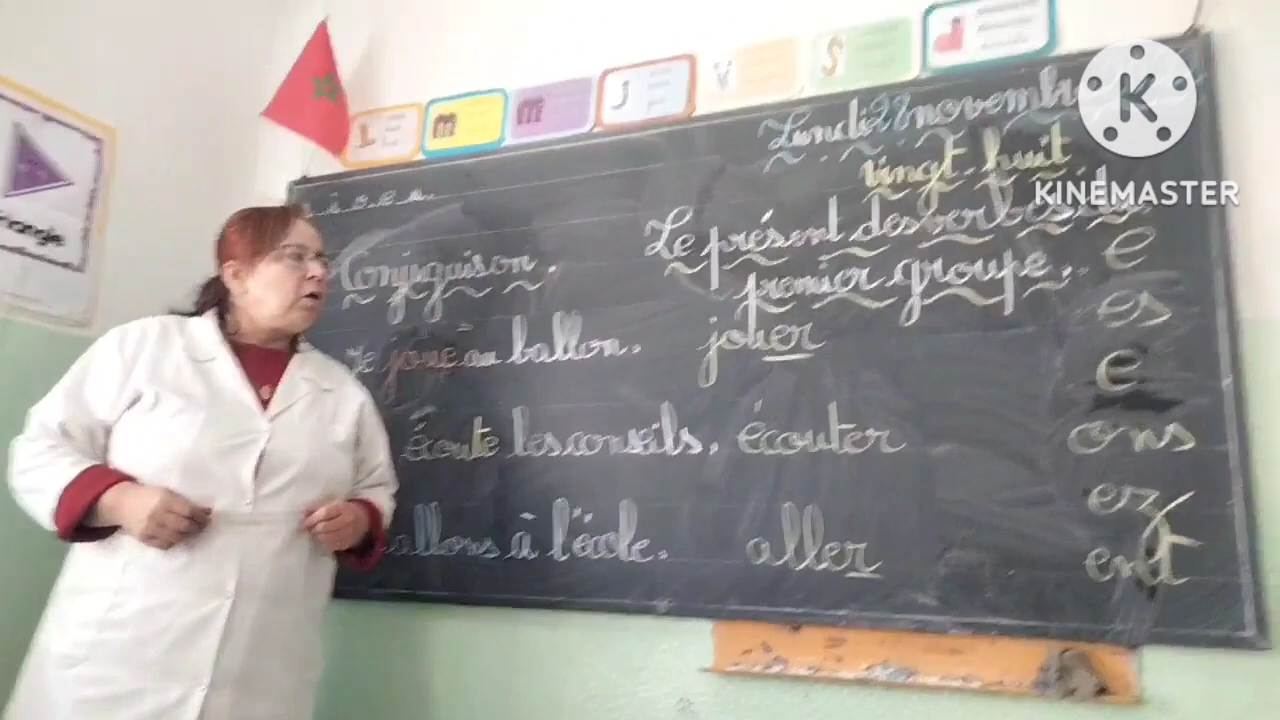 L
m
m
J
V
S
J
K
KINEMASTER
Lundi 28 novembre
vingt-huit
Conjugaison.
Le présent des verbes du
premier groupe.
e
es
e
ons
ez
ent
Je joue au ballon. jouer
écoute les conseils. écouter
allons à l'école. aller